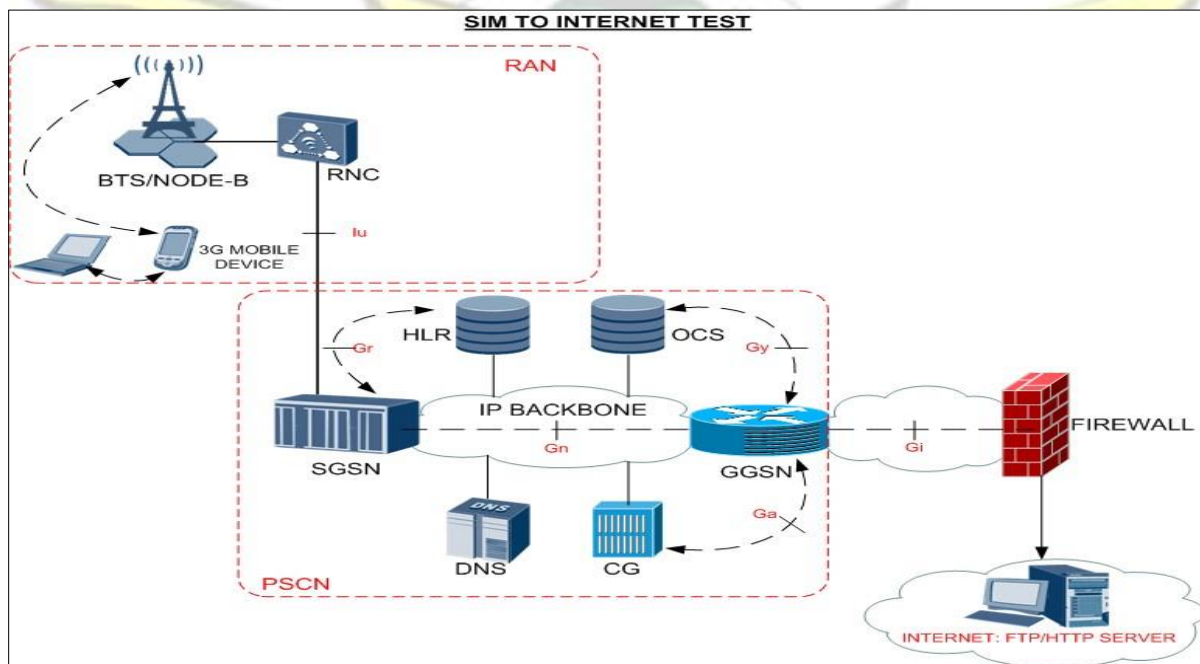 SIM TO INTERNET TEST
RAN
BTS/NODE-B
RNC
3G MOBILE
DEVICE
Iu
HLR
OCS
Gr
Gy
IP BACKBONE
Gn
SGSN
GGSN
Gi
FIREWALL
Ga
DNS
DNS
CG
PSCN
INTERNET: FTP/HTTP SERVER